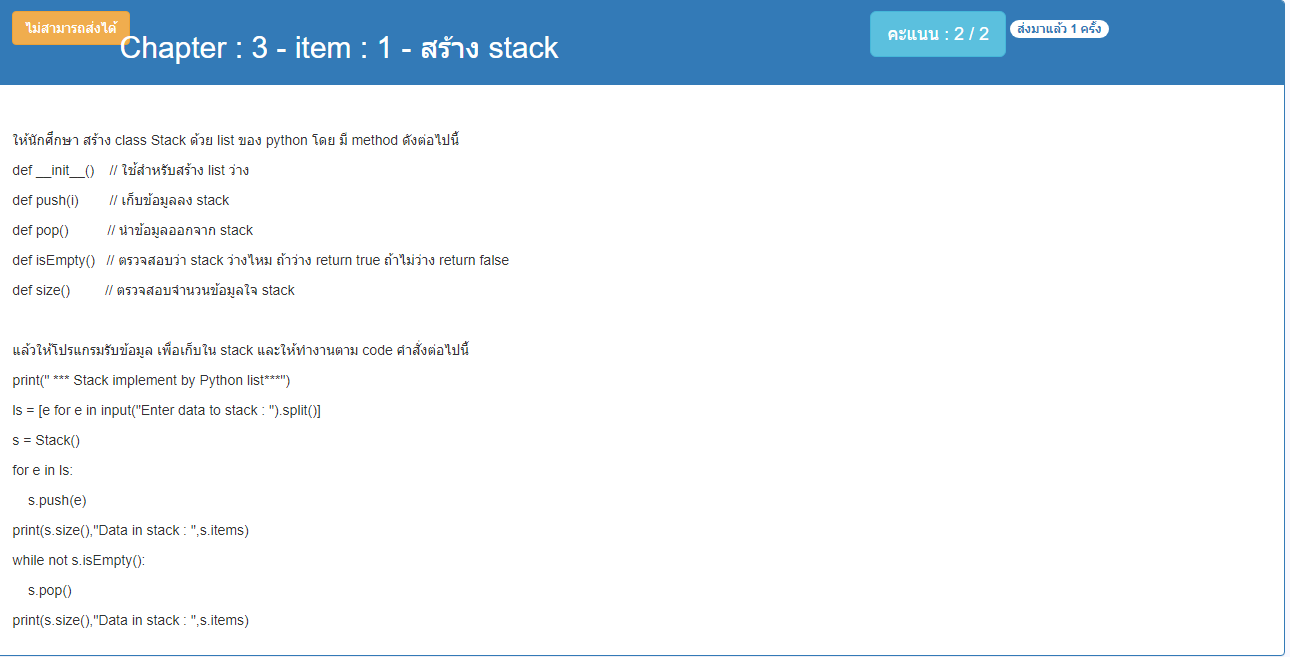 ไม่สามารถส่งได้
Chapter : 3 - item : 1 - สร้าง stack
คะแนน : 2 / 2
ส่งมาแล้ว 1 ครั้ง
ให้นักศึกษา สร้าง class Stack ด้วย list ของ python โดย มี method ดังต่อไปนี้
def __init__() // ใช้สำหรับสร้าง list ว่าง
def push(i) // เก็บข้อมูลลง stack
def pop() // นำข้อมูลออกจาก stack
def isEmpty() // ตรวจสอบว่า stack ว่างไหม ถ้าว่าง return true ถ้าไม่ว่าง return false
def size() // ตรวจสอบจำนวนข้อมูลใจ stack
แล้วให้โปรแกรมรับข้อมูล เพื่อเก็บใน stack และให้ทำงานตาม code คำสั่งต่อไปนี้
print(" *** Stack implement by Python list***")
ls = [e for e in input("Enter data to stack : ").split()]
s = Stack()
for e in ls:
s.push(e)
print(s.size(),"Data in stack : ",s.items)
while not s.isEmpty():
s.pop()
print(s.size(),"Data in stack : ",s.items)